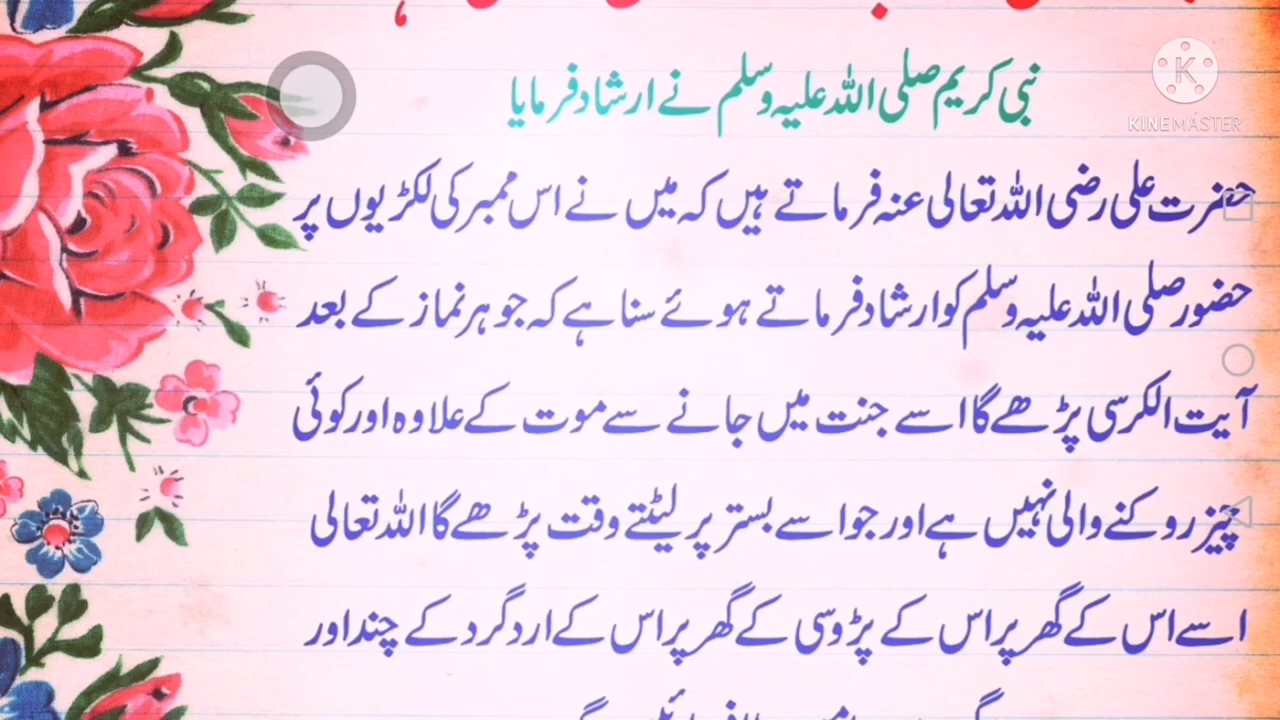 نبی کریم صلی اللہ علیہ وسلم نے ارشاد فرمایا
KINEMASTER
حضرت علی رضی اللہ تعالی عنہ فرماتے ہیں کہ میں نے اس ممبر کی لکڑیوں پر
حضور صلی اللہ علیہ وسلم کو ارشاد فرماتے ہوئے سنا ہے کہ جو ہر نماز کے بعد
آیت الکرسی پڑھے گا اسے جنت میں جانے سے موت کے علاوہ اور کوئی
چیز روکنے والی نہیں ہے اور جو اسے بستر پر لیٹتے وقت پڑھے گا اللہ تعالی
اسے اس کے گھر پر اس کے پڑوسی کے گھر پر اس کے ارد گرد کے چند اور